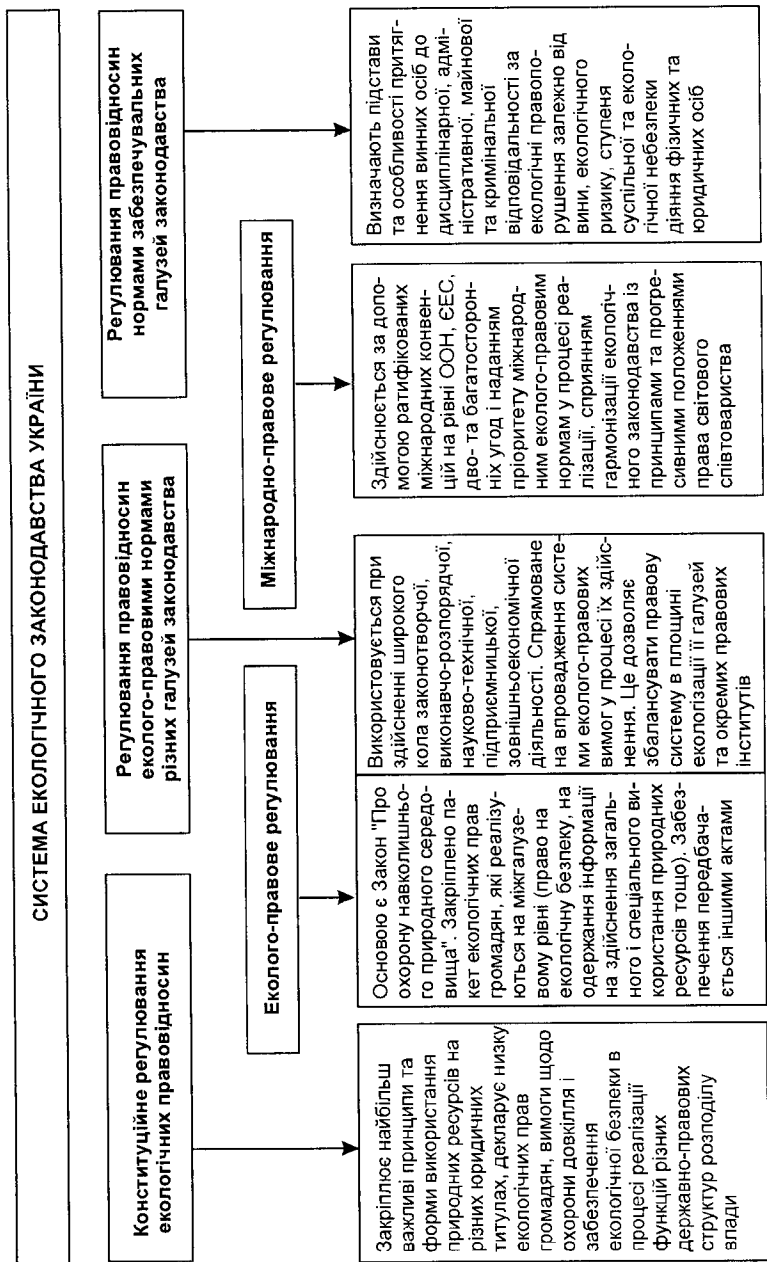 СИСТЕМА ЕКОЛОГІЧНОГО ЗАКОНОДАВСТВА УКРАЇНИ
Конституційне регулювання
екологічних правовідносин
Регулювання правовідносин
еколого-правовими нормами
різних галузей законодавства
Регулювання правовідносин
нормами забезпечувальних
галузей законодавства
Еколого-правове регулювання
Міжнародно-правове регулювання
Закріплює найбільш
важливі принципи та
форми використання
природних ресурсів на
різних юридичних
титулах, декларує низку
екологічних прав
громадян, вимоги щодо
охорони довкілля і
забезпечення
екологічної безпеки в
процесі реалізації
функцій різних
державно-правових
структур розподілу
влади
Основою є Закон "Про
охорону навколишньо-
го природного середо-
вища". Закріплено па-
кет екологічних прав
громадян, які реалізу-
ються на міжгалузе-
вому рівні (право на
екологічну безпеку, на
одержання інформації
на здійснення загаль-
ного і спеціального ви-
користання природних
ресурсів тощо). Забез-
печення передбача-
ється іншими актами
Використовується при
здійсненні широкого
кола законотворчої,
виконавчо-розпорядчої,
науково-технічної,
підприємницької,
зовнішньоекономічної
діяльності. Спрямоване
на впровадження систе-
ми еколого-правових
вимог у процесі їх здійс-
нення. Це дозволяє
збалансувати правову
систему в площині
екологізації її галузей
та окремих правових
інститутів
Здійснюється за допо-
могою ратифікованих
міжнародних конвен-
цій на рівні ООН, ЄЕС,
дво- та багатосторон-
ніх угод і наданням
пріоритету міжнарод-
ним еколого-правовим
нормам у процесі реа-
лізації, сприянням
гармонізації екологіч-
ного законодавства із
принципами та прогре-
сивними положеннями
права світового
співтовариства
Визначають підстави
та особливості притяг-
нення винних осіб до
дисциплінарної, адмі-
ністративної, майнової
та кримінальної
відповідальності за
екологічні правопо-
рушення залежно від
вини, екологічного
ризику, ступеня
суспільної та еколо-
гічної небезпеки
діяння фізичних та
юридичних осіб